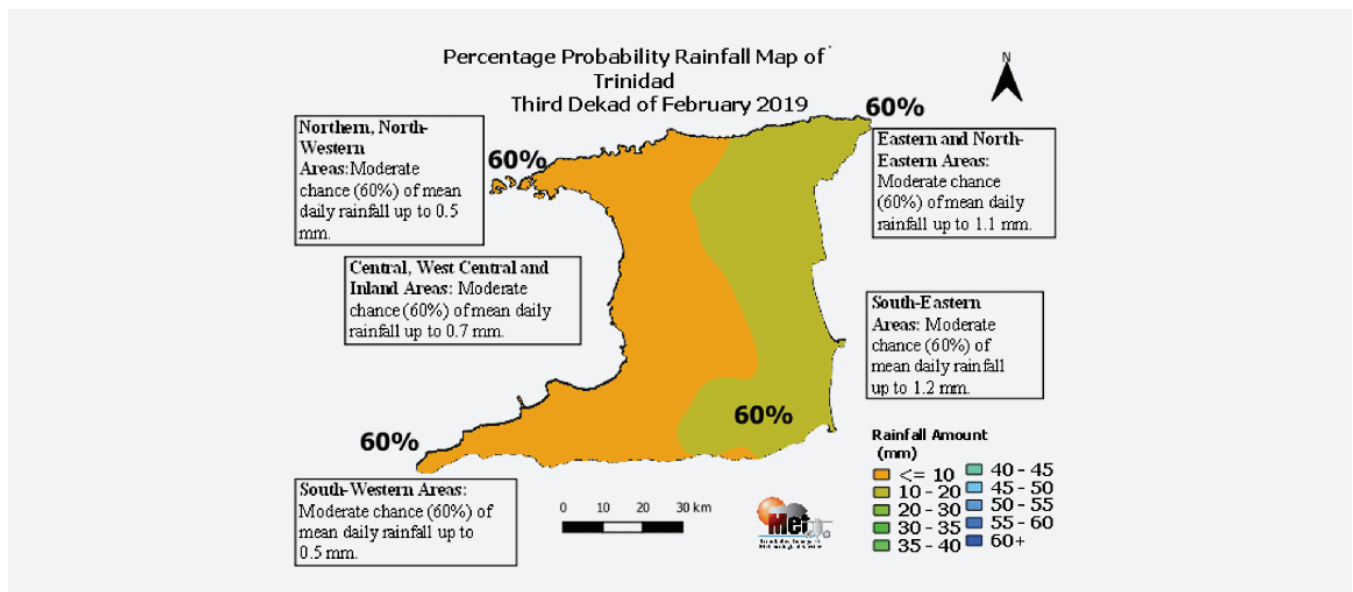 Percentage Probability Rainfall Map of
Trinidad
Third Dekad of February 2019
N
60%
Northern, North-
Western
Areas:Moderate
chance (60%) of mean
daily rainfall up to 0.5
mm.
60%
Eastern and North-
Eastern Areas:
Moderate chance
(60%) of mean daily
rainfall up to 1.1 mm.
Central, West Central and
Inland Areas: Moderate
chance (60%) of mean daily
rainfall up to 0.7 mm.
South-Eastern
Areas: Moderate
chance (60%) of
mean daily rainfall
up to 1.2 mm.
60%
60%
South-Western Areas:
Moderate chance (60%) of
mean daily rainfall up to
0.5 mm.
0 10 20 30 km
Met
Rainfall Amount
(mm)
<= 10
10 - 20
20 - 30
30 - 35
35 - 40
40 - 45
45 - 50
50 - 55
55 - 60
60+